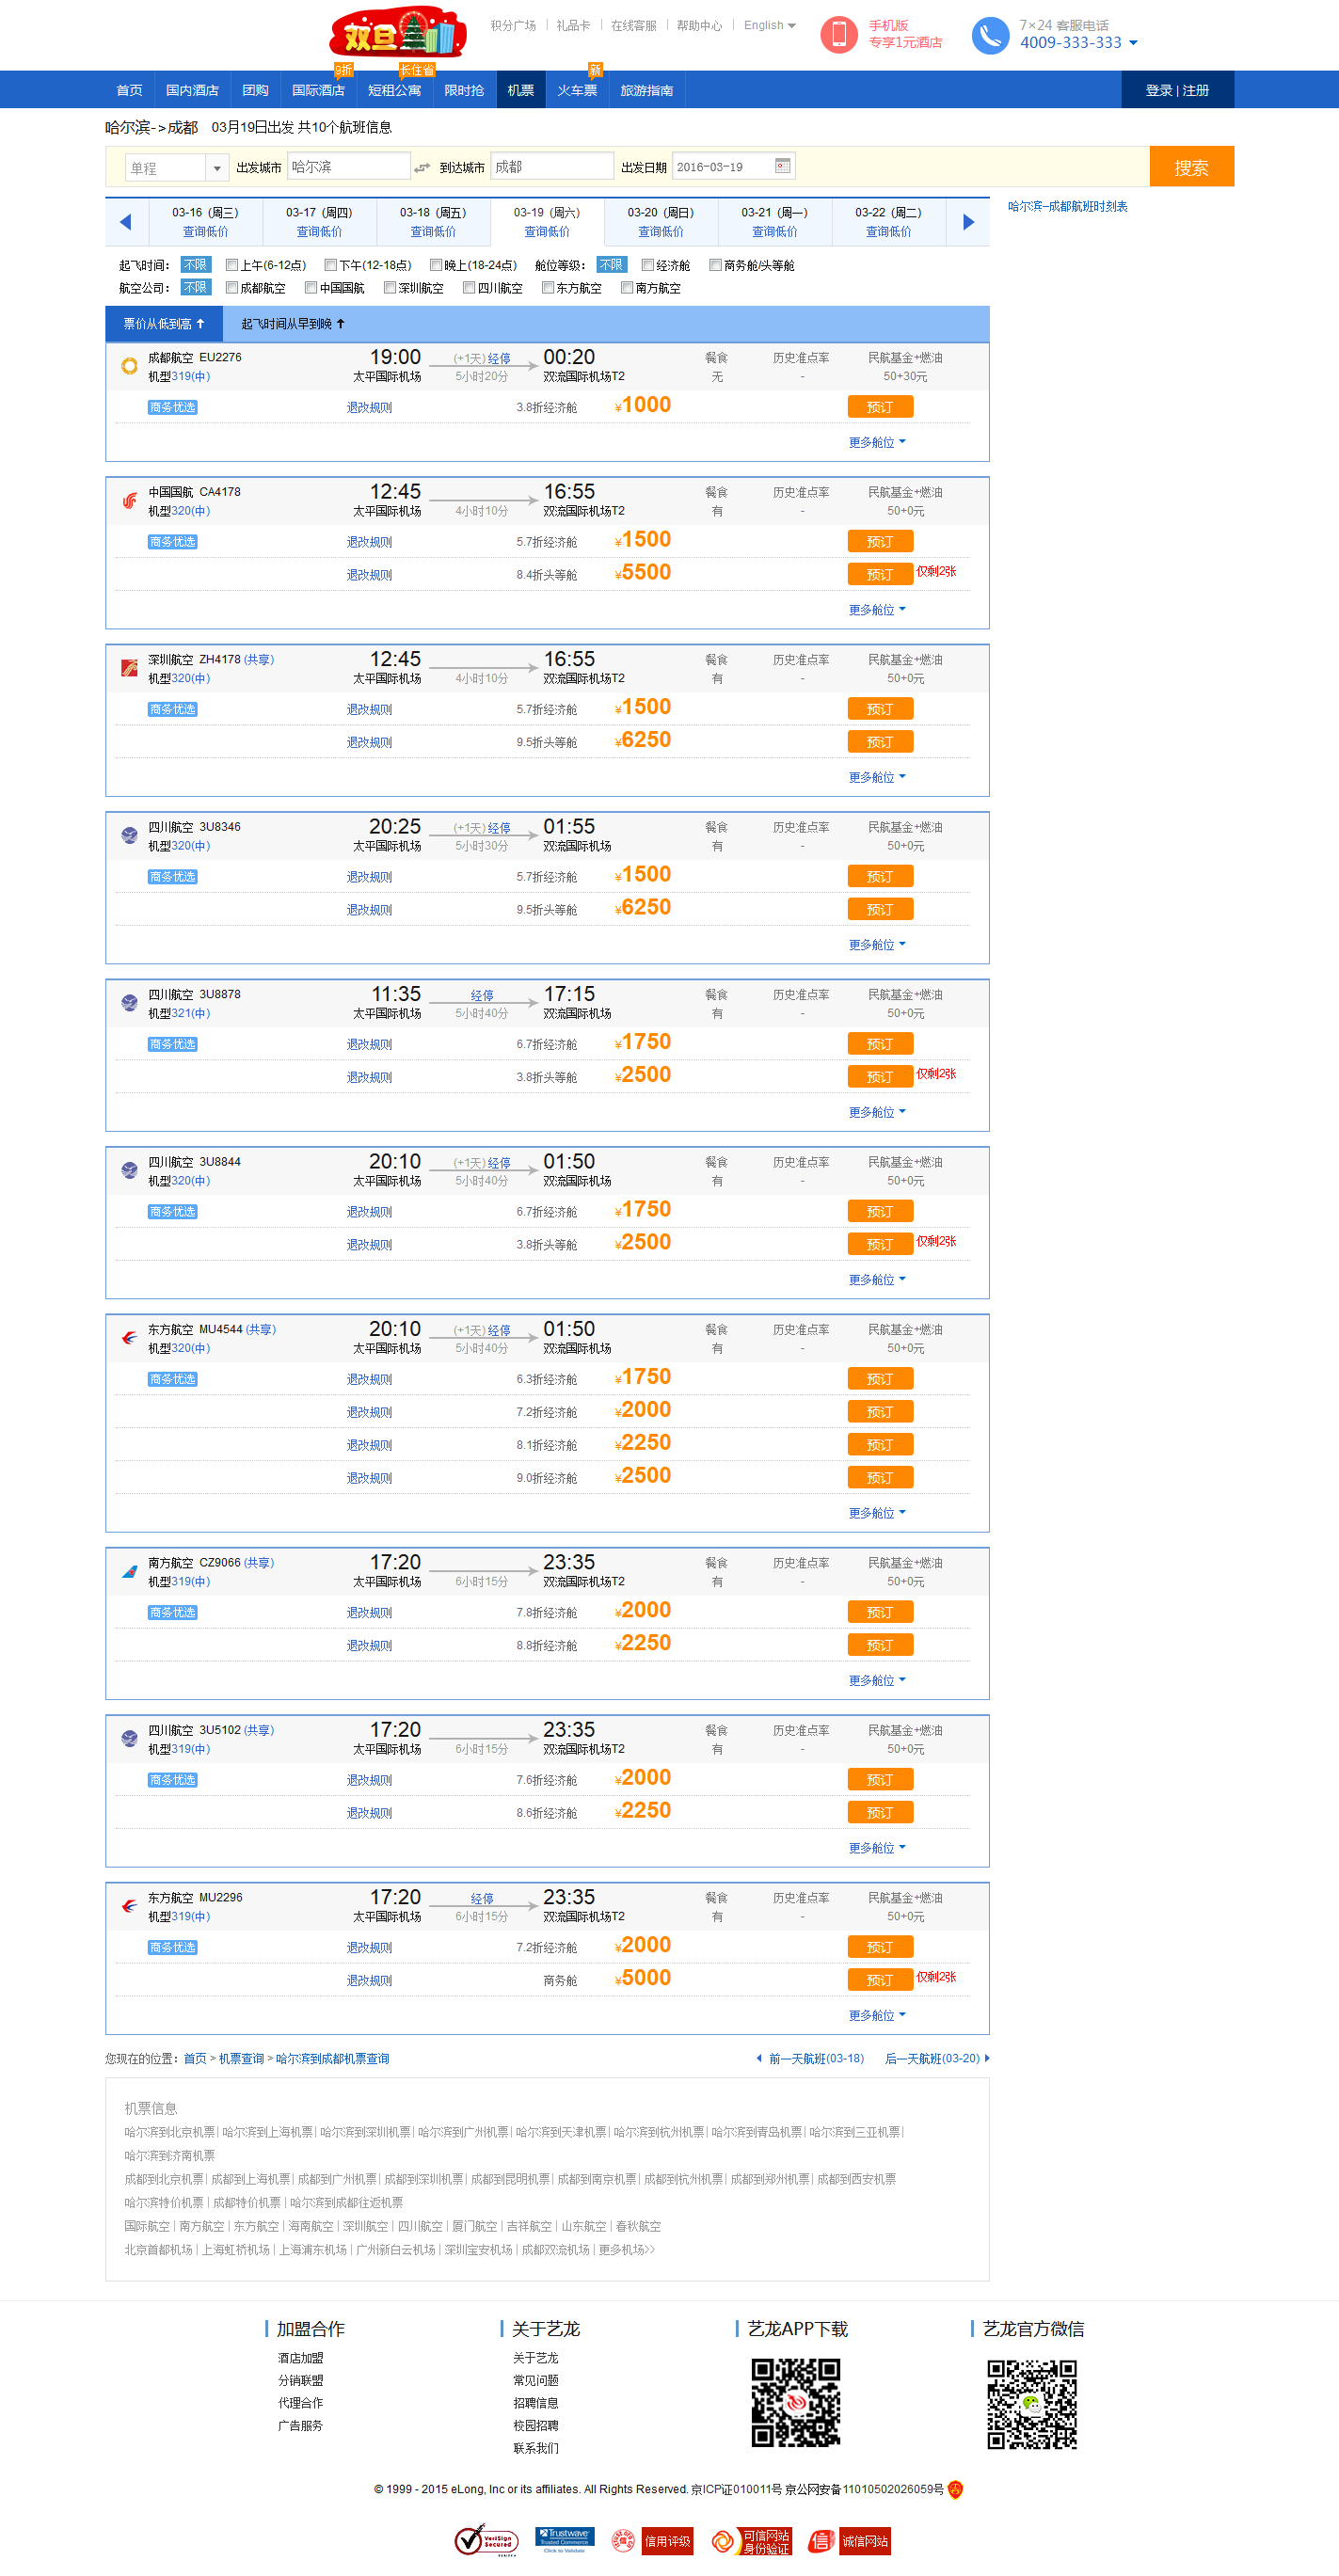 双旦
积分广场 | 礼品卡 | 在线客服 | 帮助中心 | English
手机版
专享1元酒店
7×24 客服电话
4009-333-333
9折 长住省 新
首页 国内酒店 团购 国际酒店 短租公寓 限时抢 机票 火车票 旅游指南 登录 | 注册
哈尔滨->成都 03月19日出发 共10个航班信息
单程 出发城市 哈尔滨 到达城市 成都 出发日期 2016-03-19 搜索
03-16 (周三) 03-17 (周四) 03-18 (周五) 03-19 (周六) 03-20 (周日) 03-21 (周一) 03-22 (周二)
查询低价 查询低价 查询低价 查询低价 查询低价 查询低价 查询低价
哈尔滨-成都航班时刻表
起飞时间: 不限 上午(6-12点) 下午(12-18点) 晚上(18-24点) 舱位等级: 不限 经济舱 商务舱/头等舱
航空公司: 不限 成都航空 中国国航 深圳航空 四川航空 东方航空 南方航空
票价从低到高 起飞时间从早到晚
成都航空 EU2276 19:00 (+1天) 经停 00:20 餐食 历史准点率 民航基金+燃油
机型319(中) 太平国际机场 5小时20分 双流国际机场T2 无 - 50+30元
商务优选 退改规则 3.8折经济舱 ¥1000 预订
更多舱位
中国国航 CA4178 12:45 16:55 餐食 历史准点率 民航基金+燃油
机型320(中) 太平国际机场 4小时10分 双流国际机场T2 有 - 50+0元
商务优选 退改规则 5.7折经济舱 ¥1500 预订
退改规则 8.4折头等舱 ¥5500 预订 仅剩2张
更多舱位
深圳航空 ZH4178 (共享) 12:45 16:55 餐食 历史准点率 民航基金+燃油
机型320(中) 太平国际机场 4小时10分 双流国际机场T2 有 - 50+0元
商务优选 退改规则 5.7折经济舱 ¥1500 预订
退改规则 9.5折头等舱 ¥6250 预订
更多舱位
四川航空 3U8346 20:25 (+1天) 经停 01:55 餐食 历史准点率 民航基金+燃油
机型320(中) 太平国际机场 5小时30分 双流国际机场 有 - 50+0元
商务优选 退改规则 5.7折经济舱 ¥1500 预订
退改规则 9.5折头等舱 ¥6250 预订
更多舱位
四川航空 3U8878 11:35 经停 17:15 餐食 历史准点率 民航基金+燃油
机型321(中) 太平国际机场 5小时40分 双流国际机场 有 - 50+0元
商务优选 退改规则 6.7折经济舱 ¥1750 预订
退改规则 3.8折头等舱 ¥2500 预订 仅剩2张
更多舱位
四川航空 3U8844 20:10 (+1天) 经停 01:50 餐食 历史准点率 民航基金+燃油
机型320(中) 太平国际机场 5小时40分 双流国际机场 有 - 50+0元
商务优选 退改规则 6.7折经济舱 ¥1750 预订
退改规则 3.8折头等舱 ¥2500 预订 仅剩2张
更多舱位
东方航空 MU4544 (共享) 20:10 (+1天) 经停 01:50 餐食 历史准点率 民航基金+燃油
机型320(中) 太平国际机场 5小时40分 双流国际机场 有 - 50+0元
商务优选 退改规则 6.3折经济舱 ¥1750 预订
退改规则 7.2折经济舱 ¥2000 预订
退改规则 8.1折经济舱 ¥2250 预订
退改规则 9.0折经济舱 ¥2500 预订
更多舱位
南方航空 CZ9066 (共享) 17:20 23:35 餐食 历史准点率 民航基金+燃油
机型319(中) 太平国际机场 6小时15分 双流国际机场T2 有 - 50+0元
商务优选 退改规则 7.8折经济舱 ¥2000 预订
退改规则 8.8折经济舱 ¥2250 预订
更多舱位
四川航空 3U5102 (共享) 17:20 23:35 餐食 历史准点率 民航基金+燃油
机型319(中) 太平国际机场 6小时15分 双流国际机场T2 有 - 50+0元
商务优选 退改规则 7.6折经济舱 ¥2000 预订
退改规则 8.6折经济舱 ¥2250 预订
更多舱位
东方航空 MU2296 17:20 经停 23:35 餐食 历史准点率 民航基金+燃油
机型319(中) 太平国际机场 6小时15分 双流国际机场T2 有 - 50+0元
商务优选 退改规则 7.2折经济舱 ¥2000 预订
退改规则 商务舱 ¥5000 预订 仅剩2张
更多舱位
您现在的位置: 首页 > 机票查询 > 哈尔滨到成都机票查询 前一天航班(03-18) 后一天航班(03-20)
机票信息
哈尔滨到北京机票| 哈尔滨到上海机票| 哈尔滨到深圳机票| 哈尔滨到广州机票| 哈尔滨到天津机票| 哈尔滨到杭州机票| 哈尔滨到青岛机票| 哈尔滨到三亚机票|
哈尔滨到济南机票
成都到北京机票| 成都到上海机票| 成都到广州机票| 成都到深圳机票| 成都到昆明机票| 成都到南京机票| 成都到杭州机票| 成都到郑州机票| 成都到西安机票
哈尔滨特价机票 | 成都特价机票 | 哈尔滨到成都往返机票
国际航空 | 南方航空 | 东方航空 | 海南航空 | 深圳航空 | 四川航空 | 厦门航空 | 吉祥航空 | 山东航空 | 春秋航空
北京首都机场 | 上海虹桥机场 | 上海浦东机场 | 广州新白云机场 | 深圳宝安机场 | 成都双流机场 | 更多机场>>
加盟合作 关于艺龙 艺龙APP下载 艺龙官方微信
酒店加盟 关于艺龙
分销联盟 常见问题
代理合作 招聘信息
广告服务 校园招聘
联系我们
© 1999 - 2015 eLong, Inc or its affiliates. All Rights Reserved. 京ICP证010011号 京公网安备11010502026059号
VeriSign Secured Trustwave Trusted Commerce Click to Validate 信用评级 可信网站 身份验证 信 诚信网站